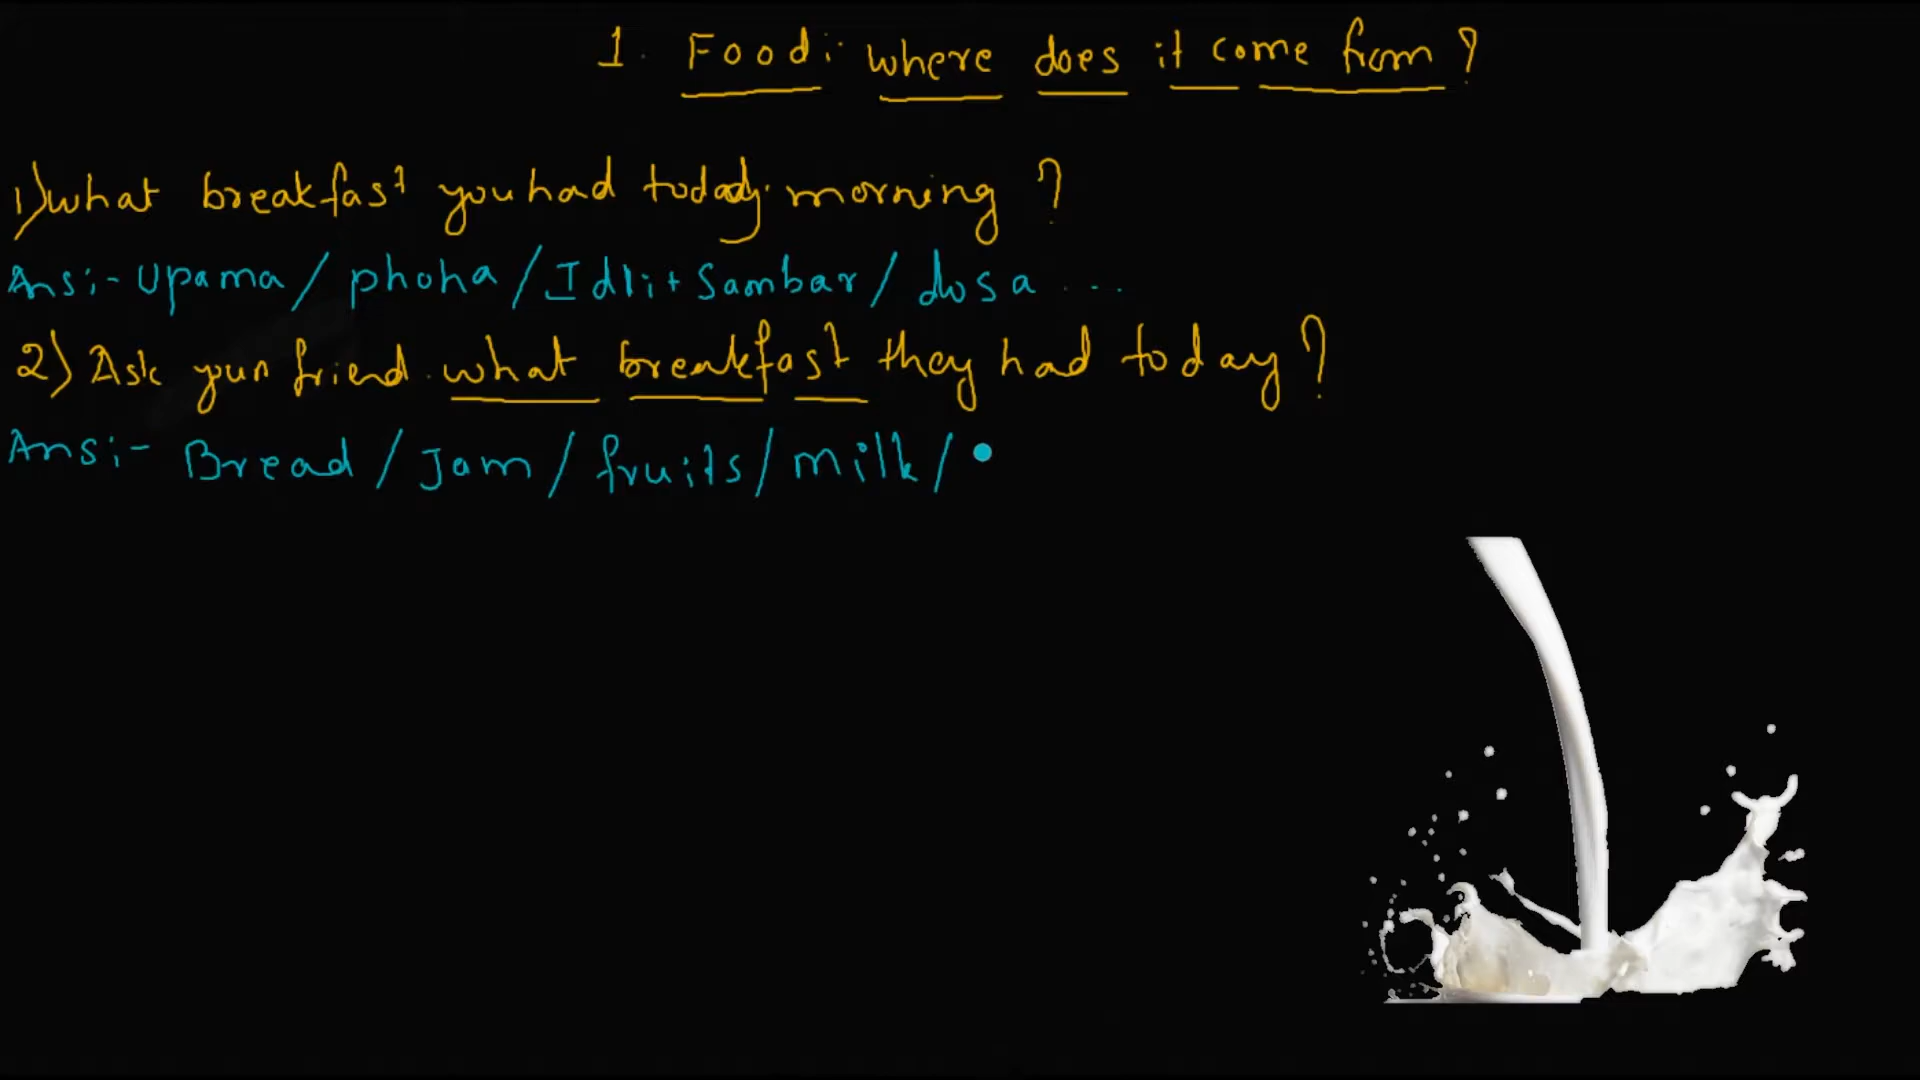 1. Food: where does it come from?
1) what breakfast you had today morning ?
Ans:- Upama / phoha / Idli + Sambar / dosa ...
2) Ask your friend what breakfast they had today?
Ans:- Bread / Jam / fruits / milk /